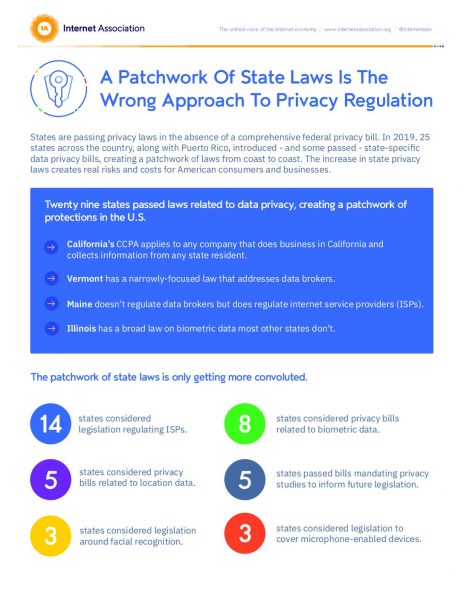 IA Internet Association
The unified voice of the internet economy / www.internetassociation.org / @internetassn
A Patchwork Of State Laws Is The
Wrong Approach To Privacy Regulation
States are passing privacy laws in the absence of a comprehensive federal privacy bill. In 2019, 25
states across the country, along with Puerto Rico, introduced - and some passed - state-specific
data privacy bills, creating a patchwork of laws from coast to coast. The increase in state privacy
laws creates real risks and costs for American consumers and businesses.
Twenty nine states passed laws related to data privacy, creating a patchwork of
protections in the U.S.
California's CCPA applies to any company that does business in California and
collects information from any state resident.
Vermont has a narrowly-focused law that addresses data brokers.
Maine doesn't regulate data brokers but does regulate internet service providers (ISPs).
Illinois has a broad law on biometric data most other states don't.
The patchwork of state laws is only getting more convoluted.
14
states considered
legislation regulating ISPs.
8
states considered privacy bills
related to biometric data.
5
states considered privacy
bills related to location data.
5
states passed bills mandating privacy
studies to inform future legislation.
3
states considered legislation
around facial recognition.
3
states considered legislation to
cover microphone-enabled devices.